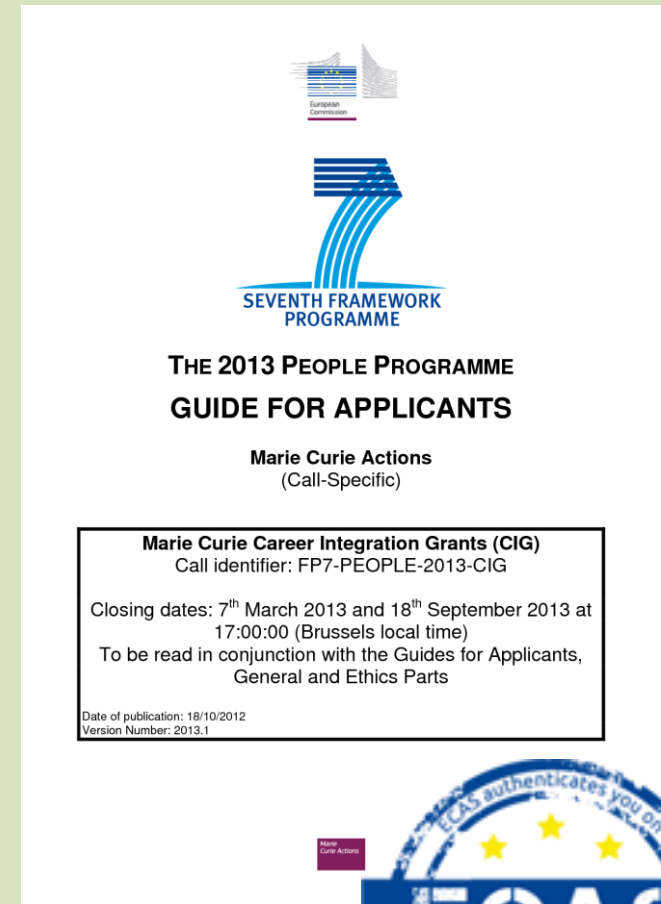 European
Commission
SEVENTH FRAMEWORK
PROGRAMME
THE 2013 PEOPLE PROGRAMME
GUIDE FOR APPLICANTS
Marie Curie Actions
(Call-Specific)
Marie Curie Career Integration Grants (CIG)
Call identifier: FP7-PEOPLE-2013-CIG
Closing dates: 7th March 2013 and 18th September 2013 at
17:00:00 (Brussels local time)
To be read in conjunction with the Guides for Applicants,
General and Ethics Parts
Date of publication: 18/10/2012
Version Number: 2013.1
Marie
Curie Actions
ECAS authenticates you on